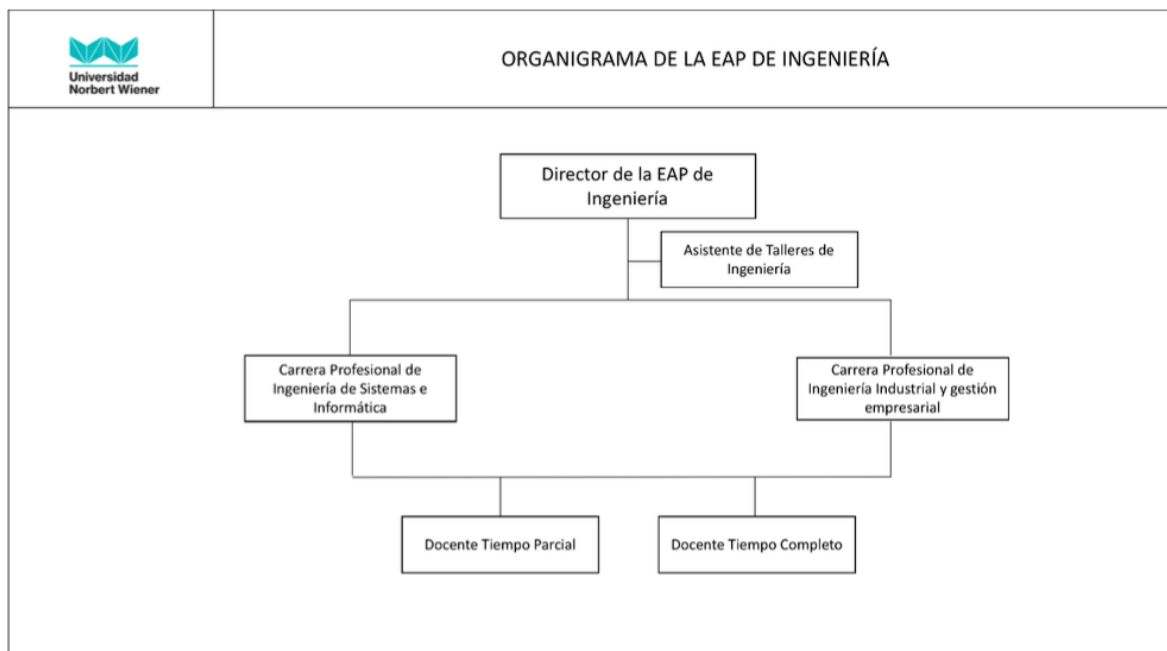 Universidad
Norbert Wiener
ORGANIGRAMA DE LA EAP DE INGENIERÍA
Director de la EAP de
Ingeniería
Asistente de Talleres de
Ingeniería
Carrera Profesional de
Ingeniería de Sistemas e
Informática
Carrera Profesional de
Ingeniería Industrial y gestión
empresarial
Docente Tiempo Parcial
Docente Tiempo Completo